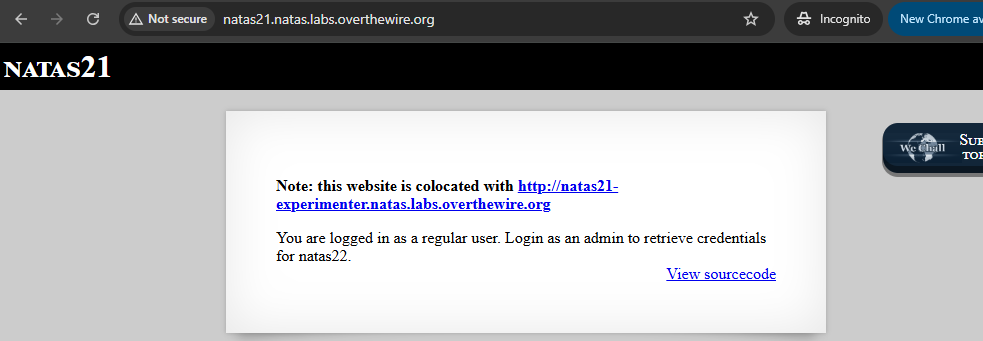 Not secure
natas21.natas.labs.overthewire.org
Incognito
New Chrome av
NATAS21
We Chall
Note: this website is colocated with http://natas21-
experimenter.natas.labs.overthewire.org
You are logged in as a regular user. Login as an admin to retrieve credentials
for natas22.
View sourcecode